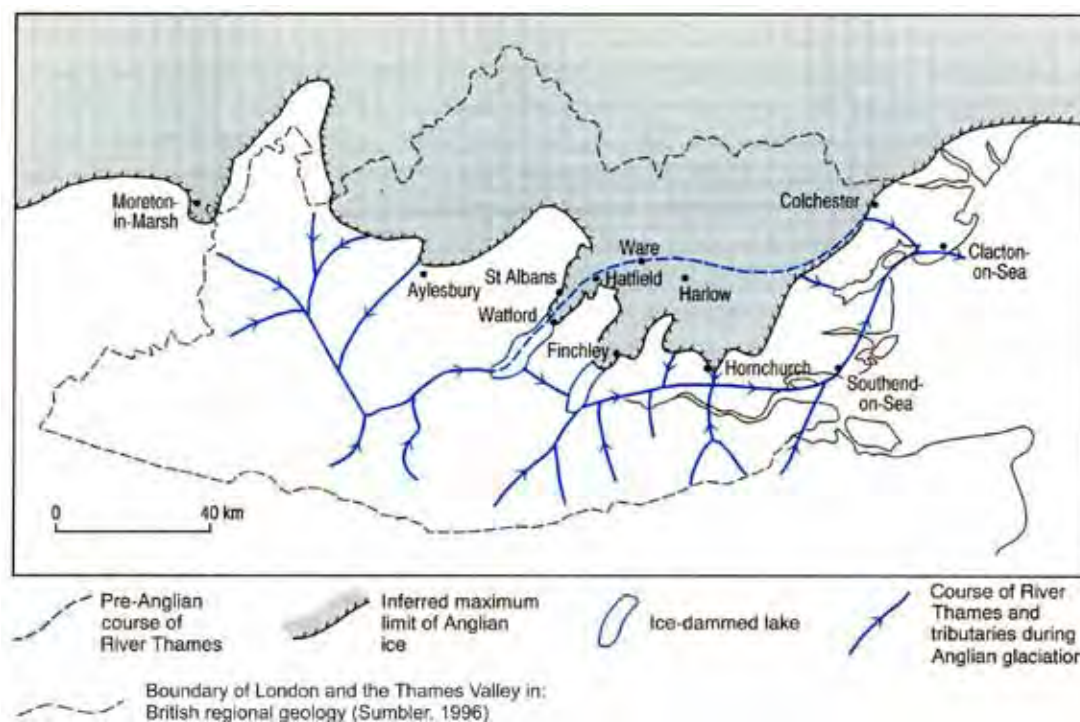 Moreton-
in-Marsh
Aylesbury
St Albans
Watford
Ware
Hatfield
Harlow
Finchley
Hornchurch
Colchester
Clacton-
on-Sea
Southend-
on-Sea
0 40 km
Pre-Anglian
course of
River Thames
Inferred maximum
limit of Anglian
ice
Ice-dammed lake
Course of River
Thames and
tributaries during
Anglian glaciation
Boundary of London and the Thames Valley in:
British regional geology (Sumbler, 1996)